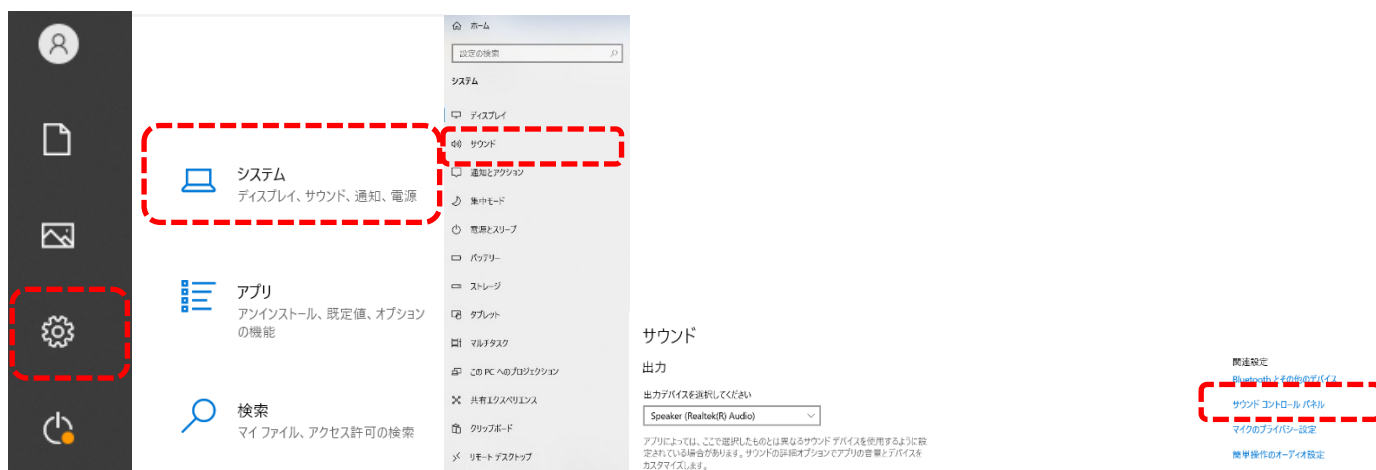 システム
ディスプレイ、サウンド、通知、電源
アプリ
アンインストール、既定値、オプション
の機能
検索
マイ ファイル、アクセス許可の検索
ホーム
設定の検索
システム
ディスプレイ
サウンド
通知とアクション
集中モード
電源とスリープ
バッテリー
ストレージ
タブレット
マルチタスク
この PC へのプロジェクション
共有エクスペリエンス
クリップボード
リモート デスクトップ
サウンド
出力
出力デバイスを選択してください
Speaker (Realtek(R) Audio)
アプリによっては、ここで選択したものとは異なるサウンド デバイスを使用するように設
定されている場合があります。サウンドの詳細オプションでアプリの音量とデバイスを
カスタマイズします。
関連設定
Bluetooth とその他のデバイス
サウンド コントロール パネル
マイクのプライバシー設定
簡単操作のオーディオ設定